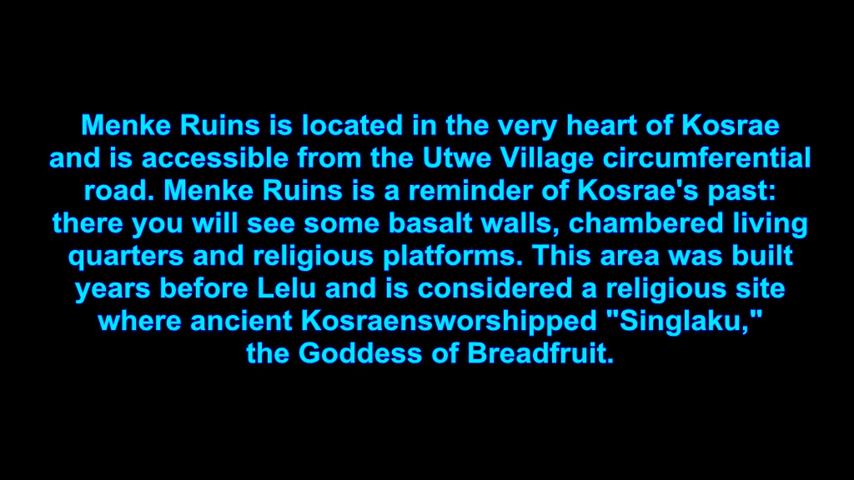 Menke Ruins is located in the very heart of Kosrae
and is accessible from the Utwe Village circumferential
road. Menke Ruins is a reminder of Kosrae's past:
there you will see some basalt walls, chambered living
quarters and religious platforms. This area was built
years before Lelu and is considered a religious site
where ancient Kosraensworshipped "Singlaku,"
the Goddess of Breadfruit.